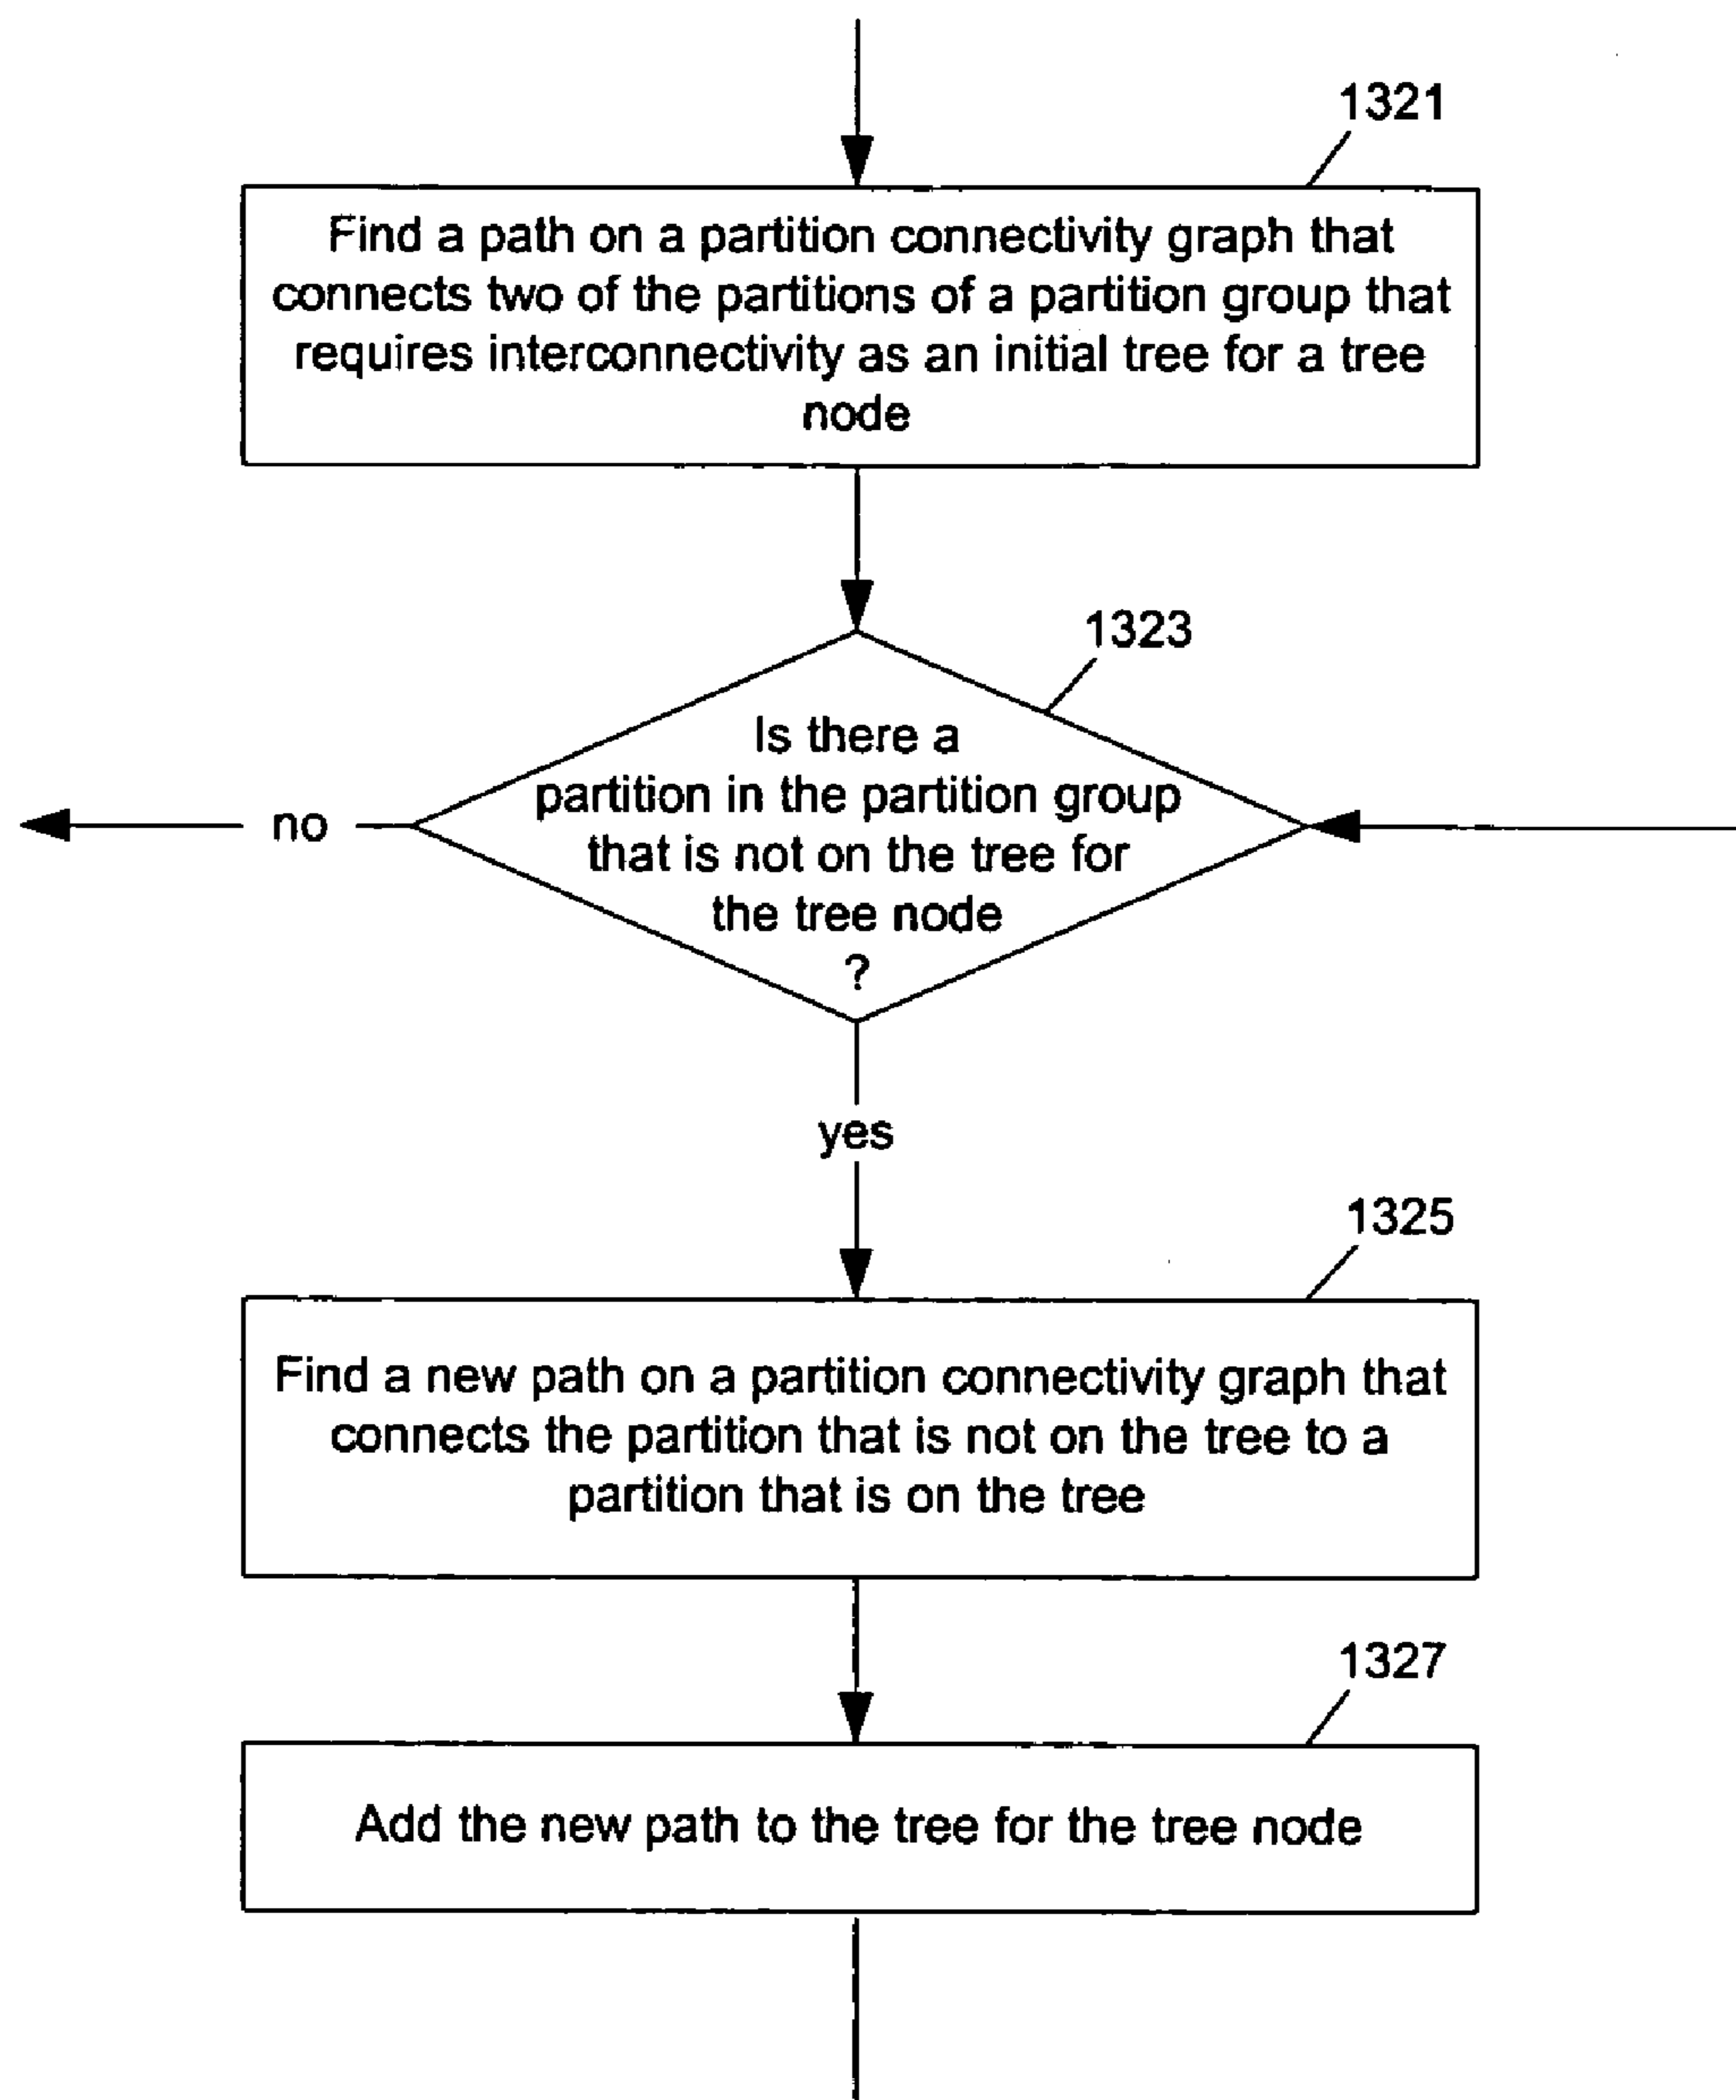 1321
Find a path on a partition connectivity graph that
connects two of the partitions of a partition group that
requires interconnectivity as an initial tree for a tree
node
1323
Is there a
partition in the partition group
that is not on the tree for
the tree node
?
no
yes
1325
Find a new path on a partition connectivity graph that
connects the partition that is not on the tree to a
partition that is on the tree
1327
Add the new path to the tree for the tree node